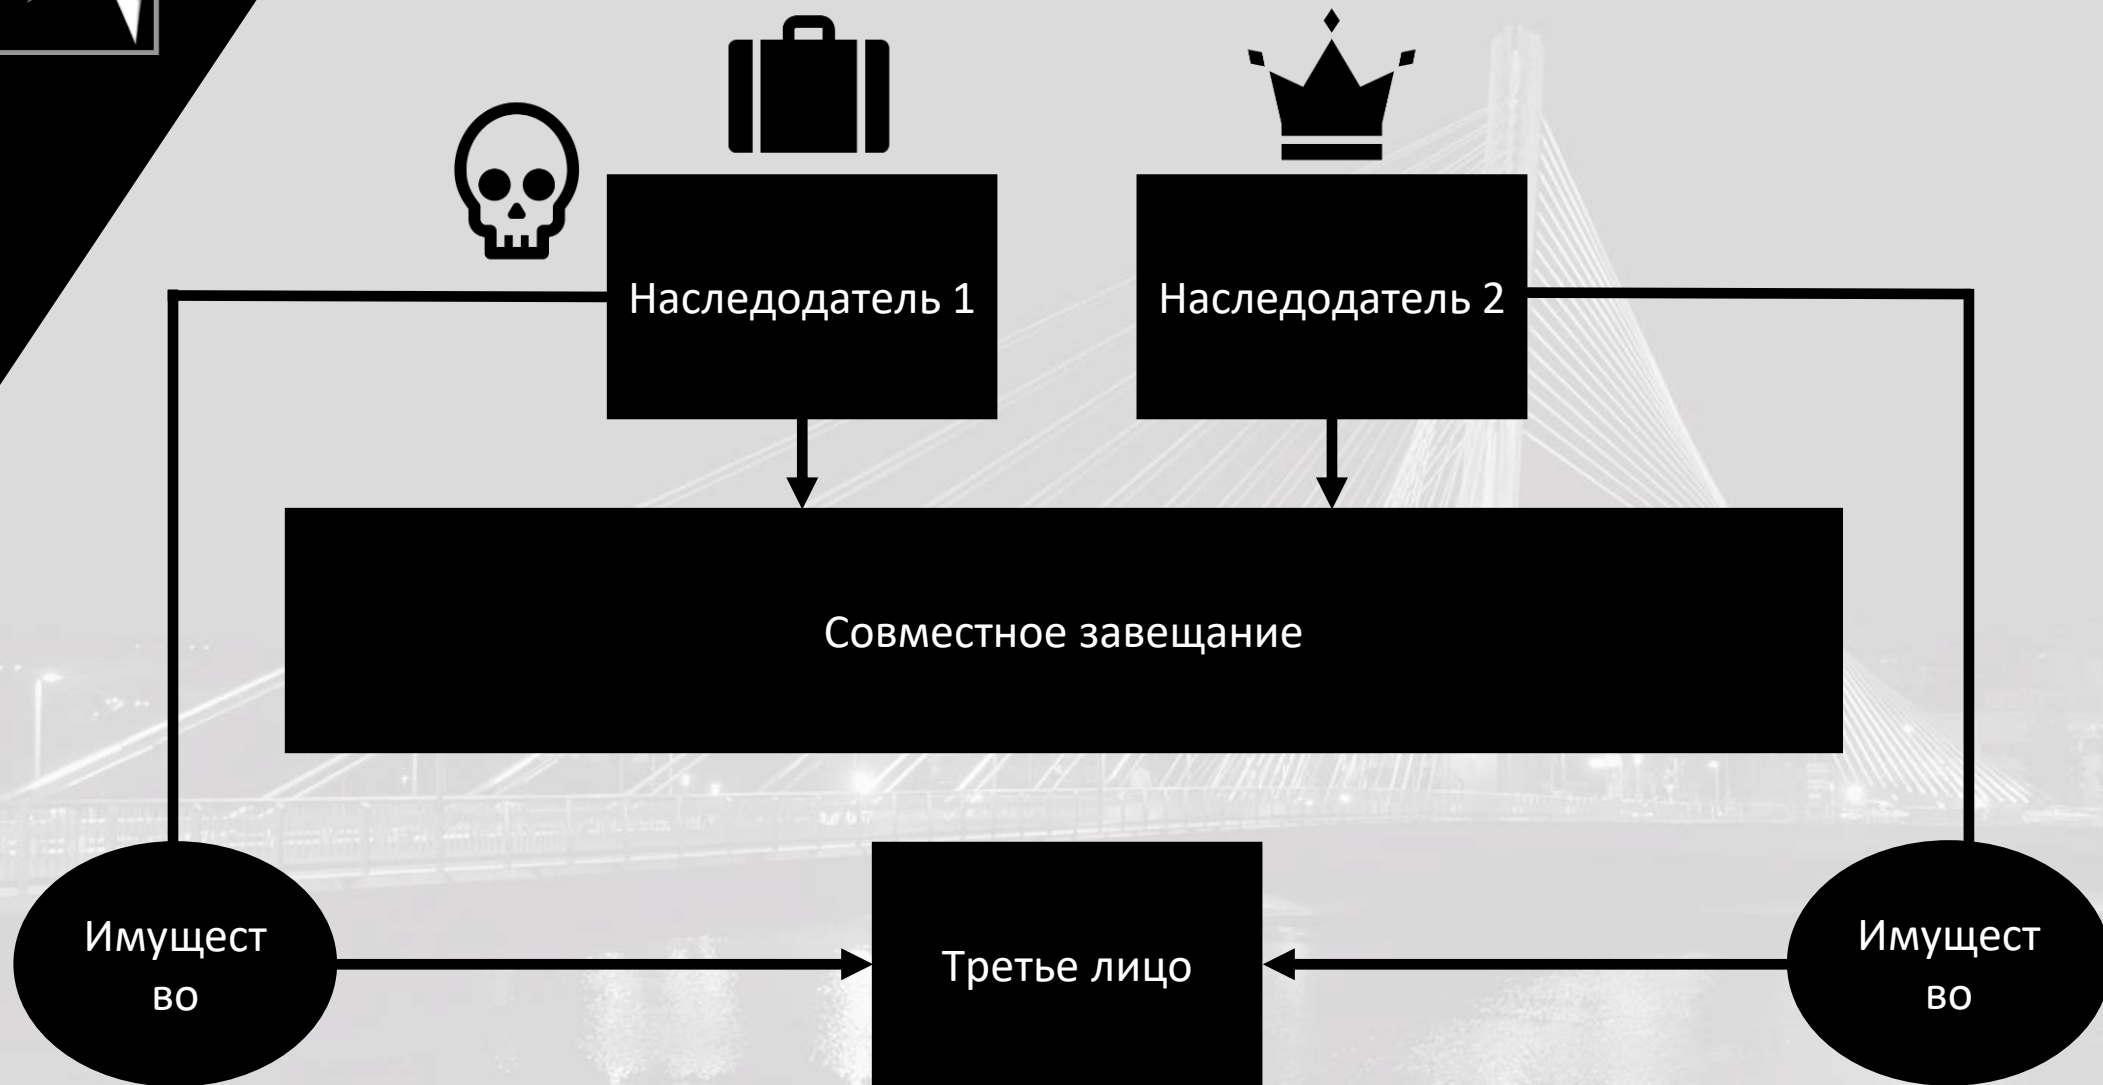 Наследодатель 1
Наследодатель 2
Совместное завещание
Имущест
во
Третье лицо
Имущест
во